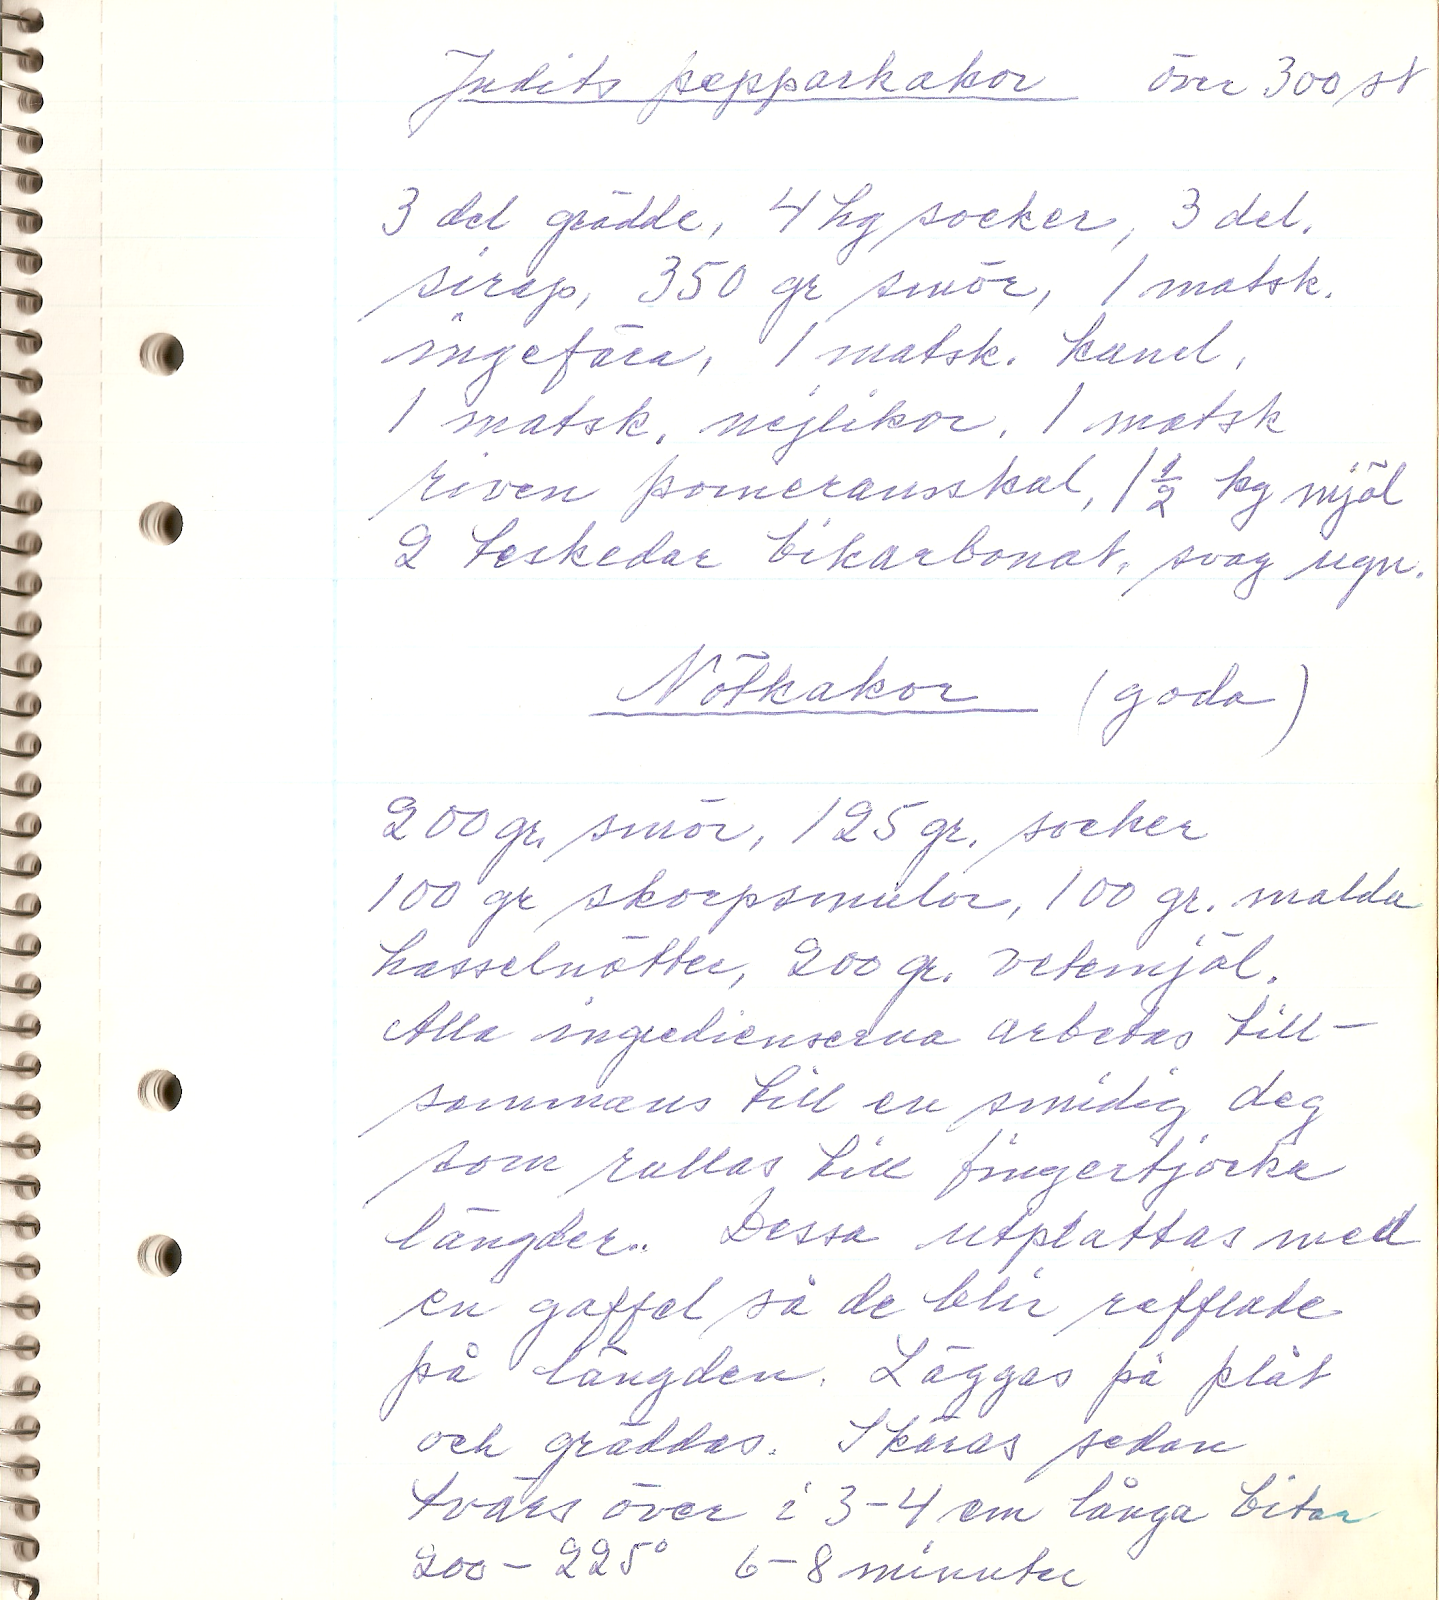 Judits pepparkakor över 300 st
3 del grädde, 4 hg socker, 3 del.
sirap, 350 gr smör, 1 matsk.
ingefära, 1 matsk. kanel,
1 matsk. nejlikor, 1 matsk
riven pomeransskal, 1 1/2 kg mjöl
2 teskedar bikarbonat, svag ugn.
Nötkakor (goda)
200 gr. smör, 125 gr. socker
100 gr skorpsmulor, 100 gr. malda
hasselnötter, 200 gr. vetemjöl.
Alla ingredienserna arbetas till-
sammans till en smidig deg
som rullas till fingertjocka
längder.. Dessa utplattas med
en gaffel så de blir refflade
på längden. Läggas på plåt
och gräddas. Skäras sedan
tvärs över i 3-4 cm långa bitar
200-225° 6-8 minuter